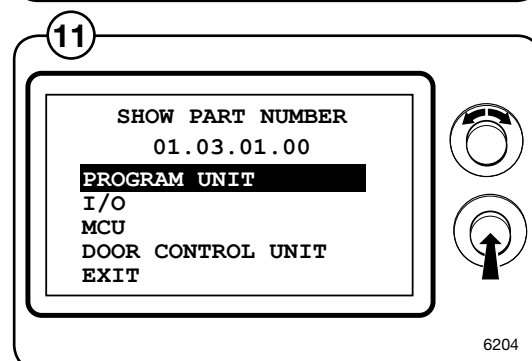 11
SHOW PART NUMBER
01.03.01.00
PROGRAM UNIT
I/O
MCU
DOOR CONTROL UNIT
EXIT
6204